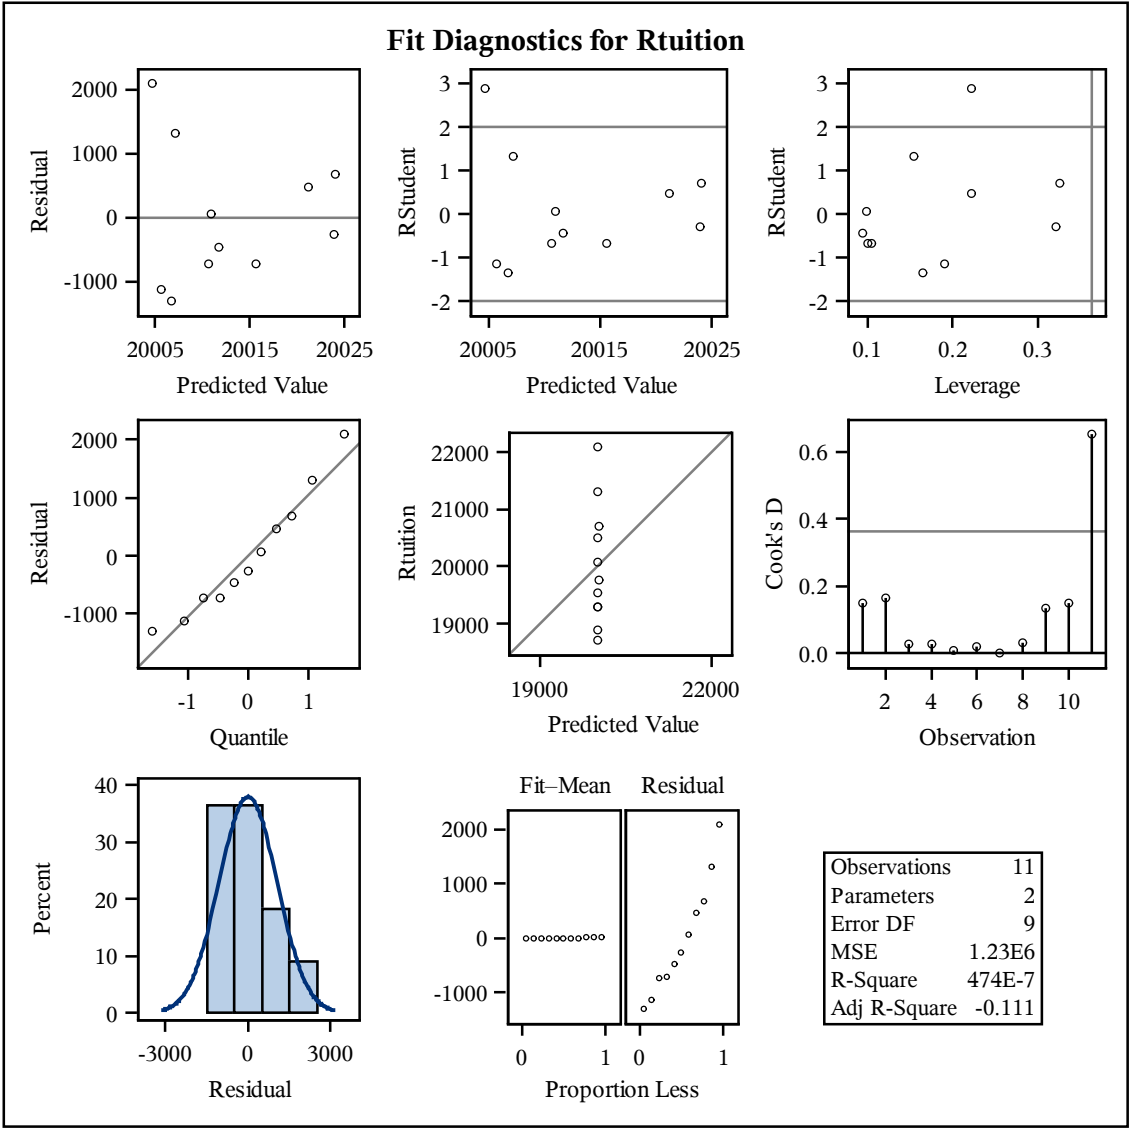 Fit Diagnostics for Rtuition
2000
1000
0
-1000
Residual
20005 20015 20025
Predicted Value
3
2
1
0
-1
-2
RStudent
20005 20015 20025
Predicted Value
3
2
1
0
-1
-2
RStudent
0.1 0.2 0.3
Leverage
2000
1000
0
-1000
Residual
-1 0 1
Quantile
22000
21000
20000
19000
Rtuition
19000 22000
Predicted Value
0.6
0.4
0.2
0.0
Cook's D
2 4 6 8 10
Observation
40
30
20
10
0
Percent
-3000 0 3000
Residual
Fit–Mean Residual
2000
1000
0
-1000
0 1 0 1
Proportion Less
Observations 11
Parameters 2
Error DF 9
MSE 1.23E6
R-Square 474E-7
Adj R-Square -0.111